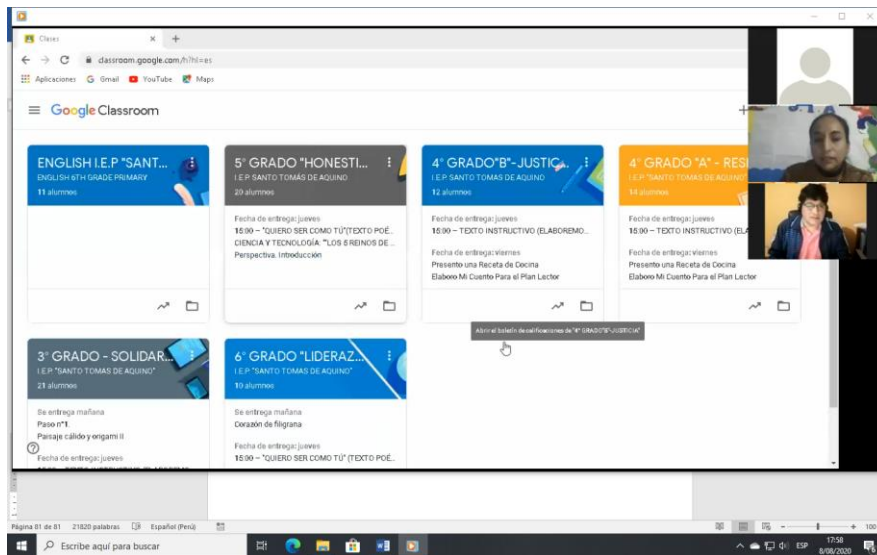 Clases
classroom.google.com/h?hl=es
Aplicaciones
Gmail
YouTube
Maps
Google Classroom
ENGLISH I.E.P "SANT...
ENGLISH 6TH GRADE PRIMARY
11 alumnos
5° GRADO "HONESTI...
I.E.P SANTO TOMÁS DE AQUINO
20 alumnos
Fecha de entrega: jueves
15:00 – "QUIERO SER COMO TÚ"(TEXTO POÉ...
CIENCIA Y TECNOLOGÍA: "LOS 5 REINOS DE ...
Perspectiva. Introducción
4° GRADO"B"-JUSTIC...
I.E.P SANTO TOMAS DE AQUINO
12 alumnos
Fecha de entrega: jueves
15:00 – TEXTO INSTRUCTIVO (ELABOREMO...
Fecha de entrega: viernes
Presento una Receta de Cocina
Elaboro Mi Cuento Para el Plan Lector
4° GRADO "A" - RESI
I.E.P SANTO TOMAS DE AQUINO
14 alumnos
Fecha de entrega: jueves
15:00 – TEXTO INSTRUCTIVO (ELA
Fecha de entrega: viernes
Presento una Receta de Cocina
Elaboro Mi Cuento Para el Plan Lector
Abrir el boletín de calificaciones de "4° GRADO"B"-JUSTICIA"
3° GRADO - SOLIDAR...
I.E.P. "SANTO TOMAS DE AQUINO"
21 alumnos
Se entrega mañana
Paso n°1.
Paisaje cálido y origami II
Fecha de entrega: jueves
6° GRADO "LIDERAZ...
I.E.P. "SANTO TOMAS DE AQUINO"
10 alumnos
Se entrega mañana
Corazón de filigrana
Fecha de entrega: jueves
15:00 – "QUIERO SER COMO TÚ" (TEXTO POÉ...
Página 81 de 81
21820 palabras
Español (Perú)
100
Escribe aquí para buscar
ESP
17:58
8/08/2020